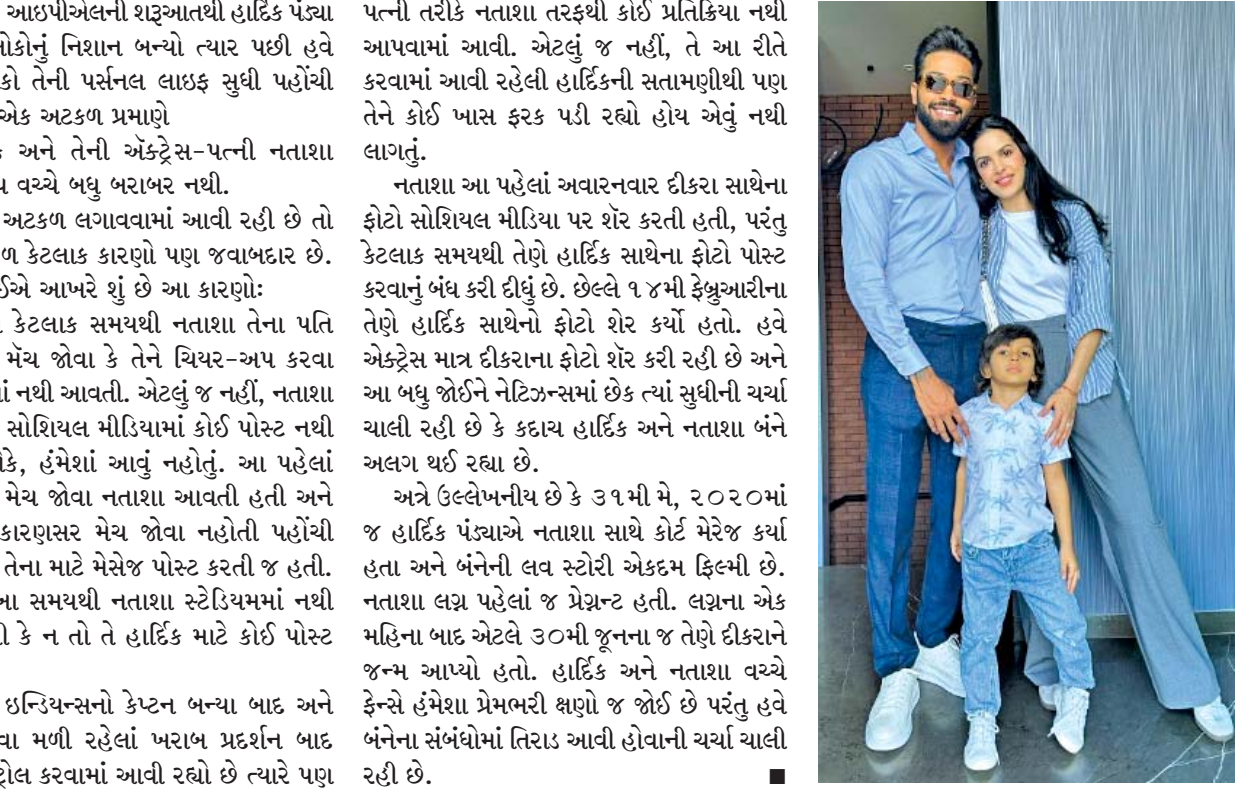 આઇપીએલની શરૂઆતથી હાર્દિક પંડ્યા
નિશાન બન્યો ત્યાર પછી હવે
તેની પર્સનલ લાઇફ સુધી પહોંચી
એક અટકળ પ્રમાણે
અને તેની ઍક્ટ્રેસ-પત્ની નતાશા
વચ્ચે બધુ બરાબર નથી.
અટકળ લગાવવામાં આવી રહી છે તો
કેટલાક કારણો પણ જવાબદાર છે.
આખરે શું છે આ કારણો:
કેટલાક સમયથી નતાશા તેના પતિ
મૅચ જોવા કે તેને ચિયર-અપ કરવા
નથી આવતી. એટલું જ નહીં, નતાશા
સોશિયલ મીડિયામાં કોઈ પોસ્ટ નથી
હંમેશાં આવું નહોતું. આ પહેલાં
મેચ જોવા નતાશા આવતી હતી અને
કારણસર મેચ જોવા નહોતી પહોંચી
તેના માટે મેસેજ પોસ્ટ કરતી જ હતી.
સમયથી નતાશા સ્ટેડિયમમાં નથી
કે ન તો તે હાર્દિક માટે કોઈ પોસ્ટ
ઇન્ડિયન્સનો કેપ્ટન બન્યા બાદ અને
મળી રહેલાં ખરાબ પ્રદર્શન બાદ
કરવામાં આવી રહ્યો છે ત્યારે પણ
પત્ની તરીકે નતાશા તરફથી કોઈ પ્રતિક્રિયા નથી
આપવામાં આવી. એટલું જ નહીં, તે આ રીતે
કરવામાં આવી રહેલી હાર્દિકની સતામણીથી પણ
તેને કોઈ ખાસ ફરક પડી રહ્યો હોય એવું નથી
લાગતું.
નતાશા આ પહેલાં અવારનવાર દીકરા સાથેના
ફોટો સોશિયલ મીડિયા પર શૅર કરતી હતી, પરંતુ
કેટલાક સમયથી તેણે હાર્દિક સાથેના ફોટો પોસ્ટ
કરવાનું બંધ કરી દીધું છે. છેલ્લે ૧૪મી ફેબ્રુઆરીના
તેણે હાર્દિક સાથેનો ફોટો શેર કર્યો હતો. હવે
એક્ટ્રેસ માત્ર દીકરાના ફોટો શૅર કરી રહી છે અને
આ બધુ જોઈને નેટિઝન્સમાં છેક ત્યાં સુધીની ચર્ચા
ચાલી રહી છે કે કદાચ હાર્દિક અને નતાશા બંને
અલગ થઈ રહ્યા છે.
અત્રે ઉલ્લેખનીય છે કે ૩૧મી મે, ૨૦૨૦માં
જ હાર્દિક પંડ્યાએ નતાશા સાથે કોર્ટ મેરેજ કર્યા
હતા અને બંનેની લવ સ્ટોરી એકદમ ફિલ્મી છે.
નતાશા લગ્ન પહેલાં જ પ્રેગ્નન્ટ હતી. લગ્નના એક
મહિના બાદ એટલે ૩૦મી જૂનના જ તેણે દીકરાને
જન્મ આપ્યો હતો. હાર્દિક અને નતાશા વચ્ચે
ફેન્સે હંમેશા પ્રેમભરી ક્ષણો જ જોઈ છે પરંતુ હવે
બંનેના સંબંધોમાં તિરાડ આવી હોવાની ચર્ચા ચાલી
રહી છે.